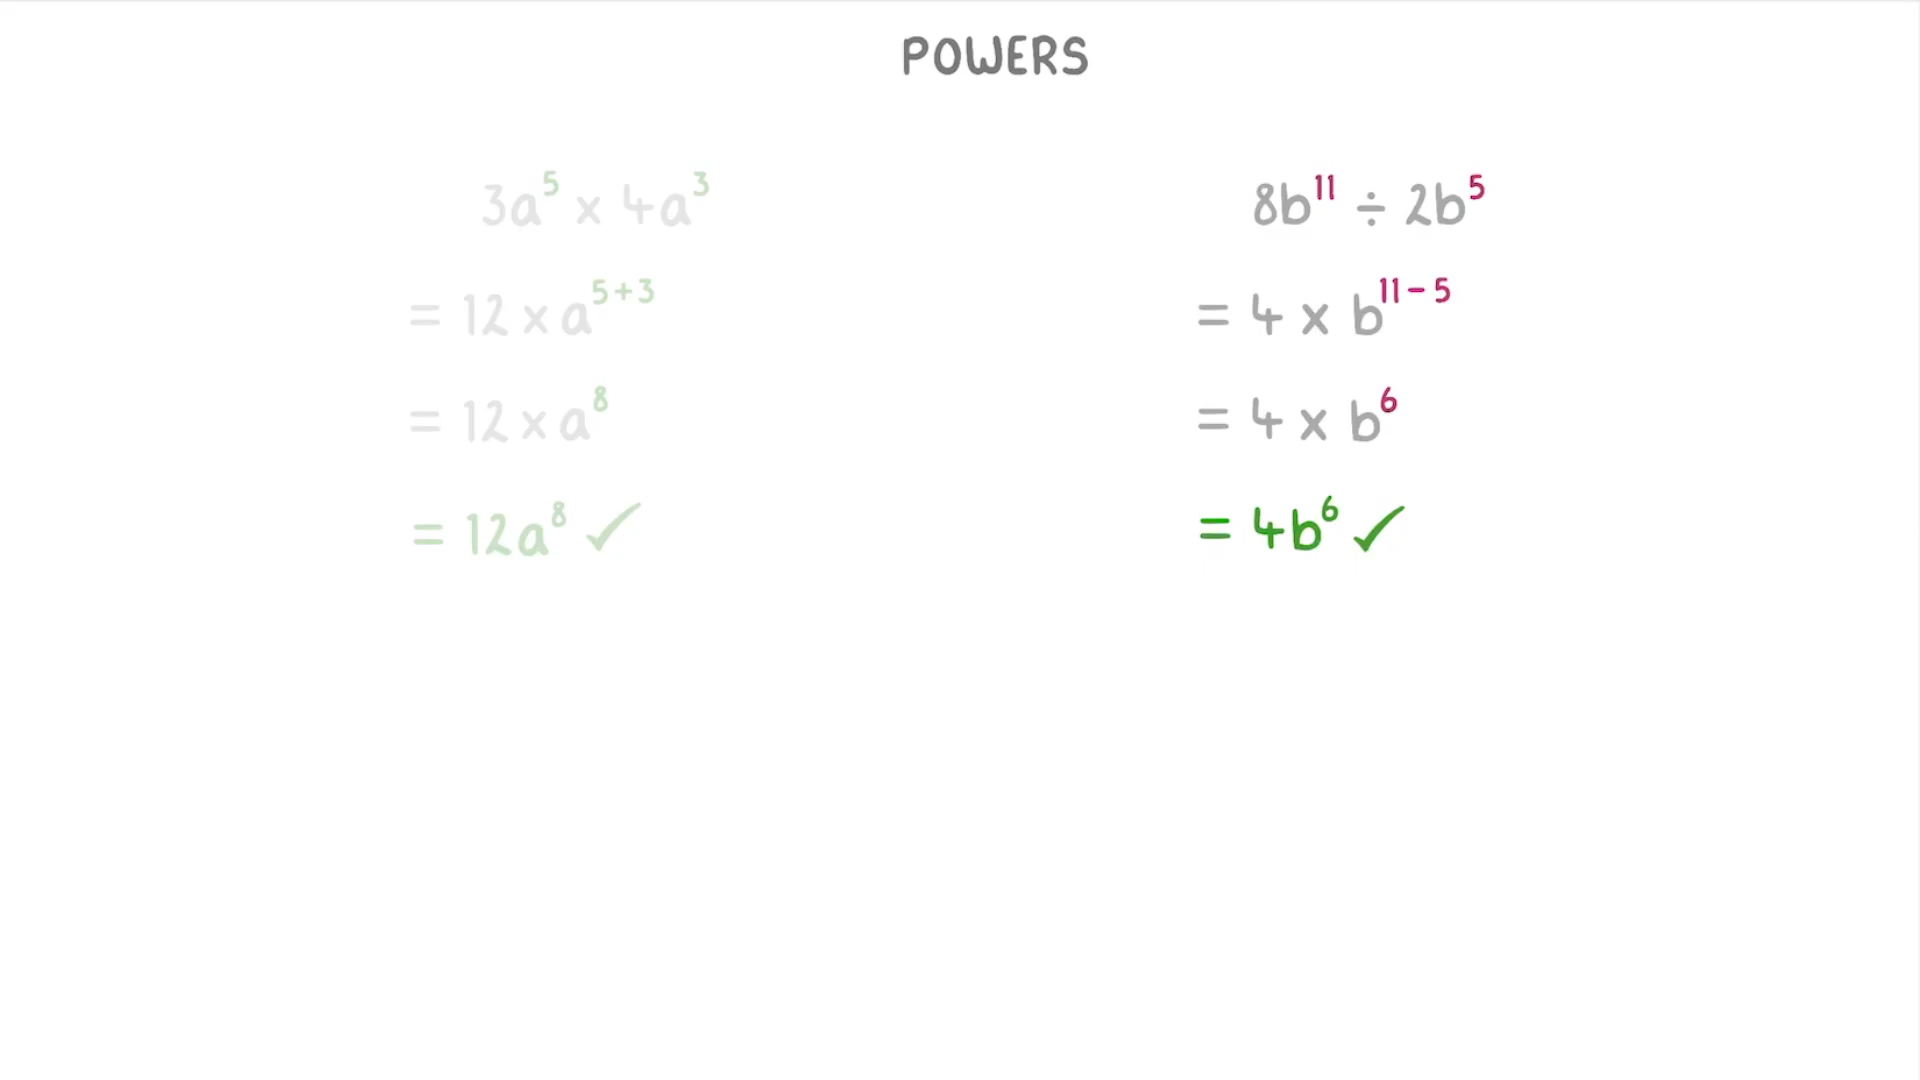 POWERS
3a⁵ x 4a³
= 12 x a⁵⁺³
= 12 x a⁸
= 12a⁸ ✓
8b¹¹ ÷ 2b⁵
= 4 x b¹¹⁻⁵
= 4 x b⁶
= 4b⁶ ✓